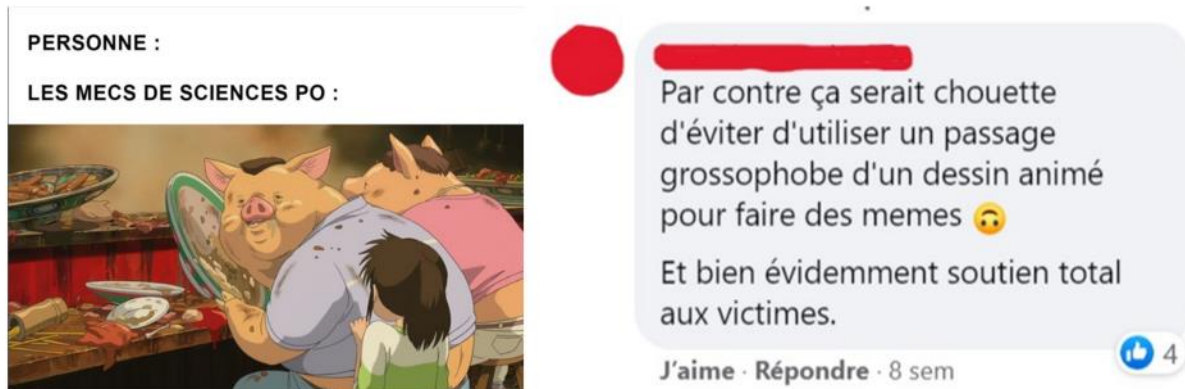 PERSONNE :
LES MECS DE SCIENCES PO :
Par contre ça serait chouette
d'éviter d'utiliser un passage
grossophobe d'un dessin animé
pour faire des memes 🙃
Et bien évidemment soutien total
aux victimes.
4
J'aime · Répondre · 8 sem